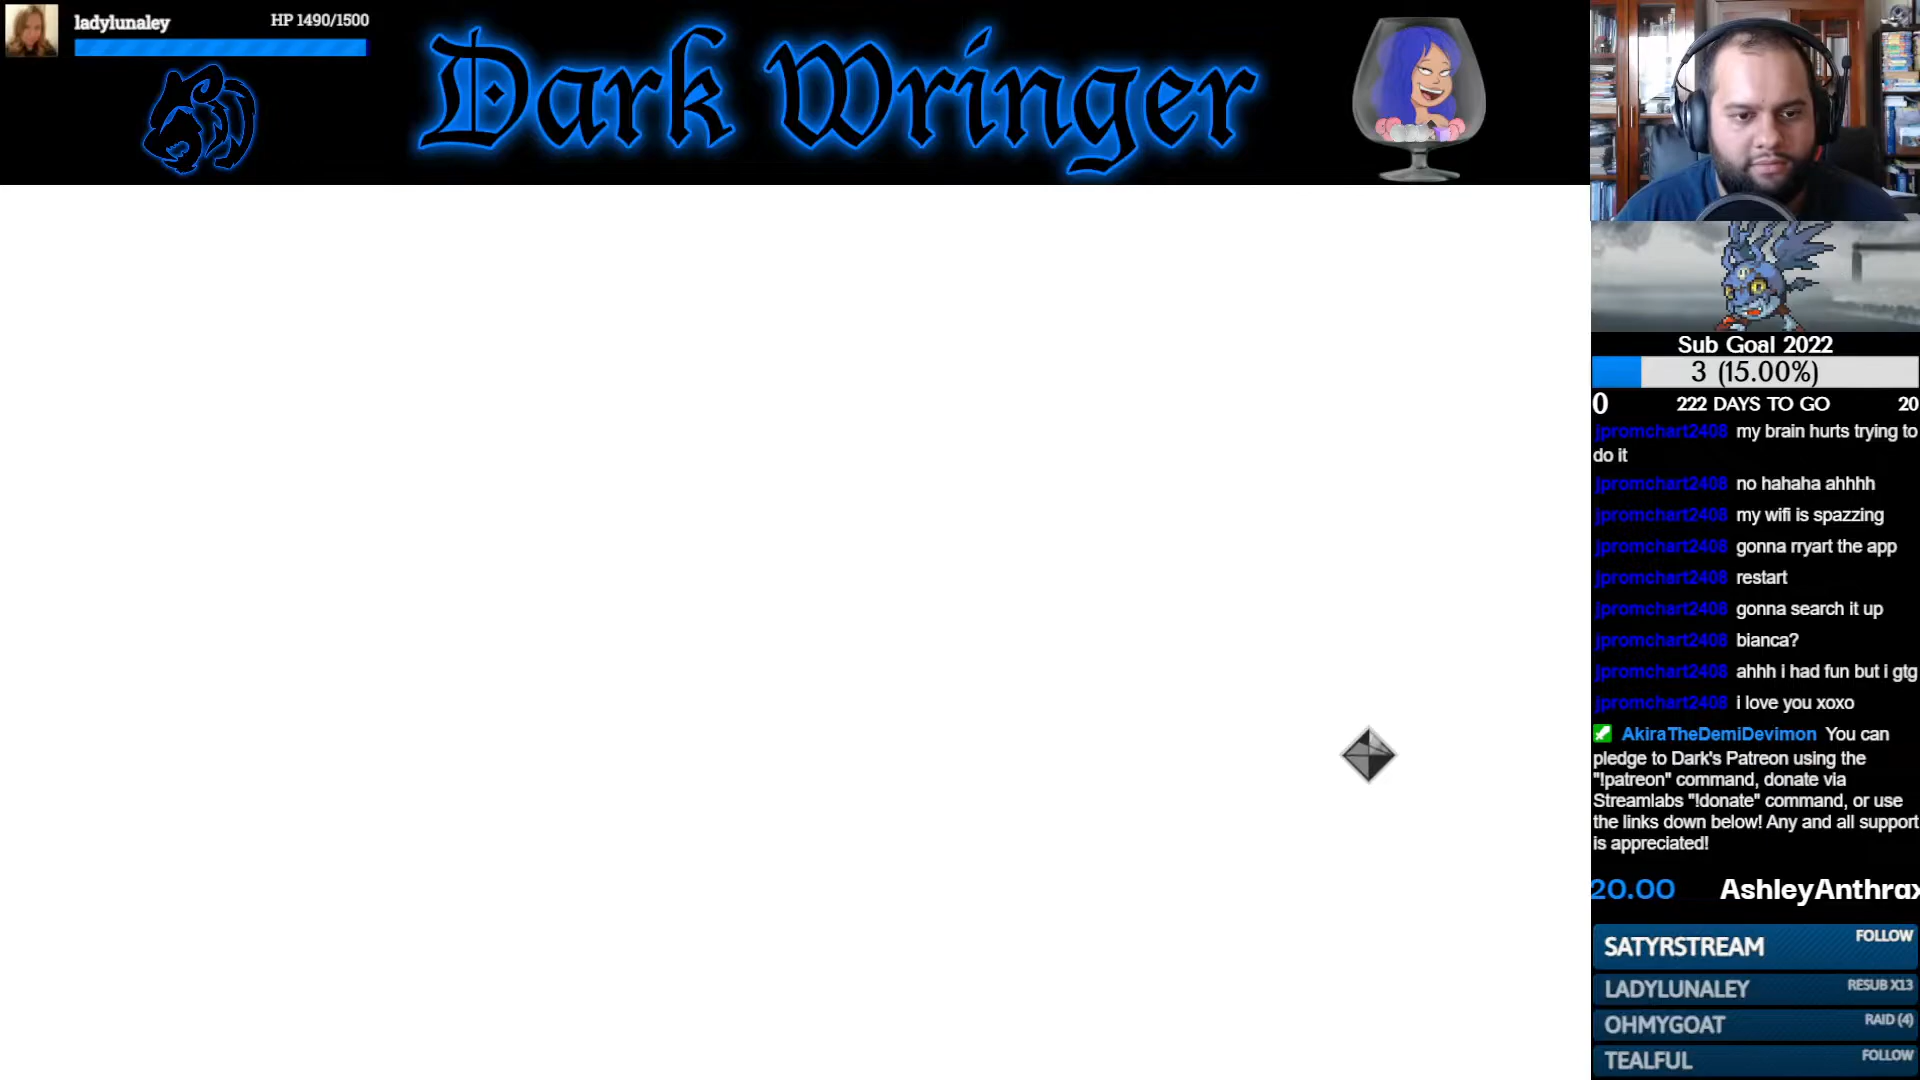 ladylunaley
HP 1490/1500
Dark Wringer
Sub Goal 2022
3 (15.00%)
0
222 DAYS TO GO
20
jpromchart2408 my brain hurts trying to
do it
jpromchart2408 no hahaha ahhhh
jpromchart2408 my wifi is spazzing
jpromchart2408 gonna rryart the app
jpromchart2408 restart
jpromchart2408 gonna search it up
jpromchart2408 bianca?
jpromchart2408 ahhh i had fun but i gtg
jpromchart2408 i love you xoxo
AkiraTheDemiDevimon You can
pledge to Dark's Patreon using the
"!patreon" command, donate via
Streamlabs "!donate" command, or use
the links down below! Any and all support
is appreciated!
20.00 AshleyAnthrax
SATYRSTREAM FOLLOW
LADYLUNALEY RESUB X13
OHMYGOAT RAID (4)
TEALFUL FOLLOW